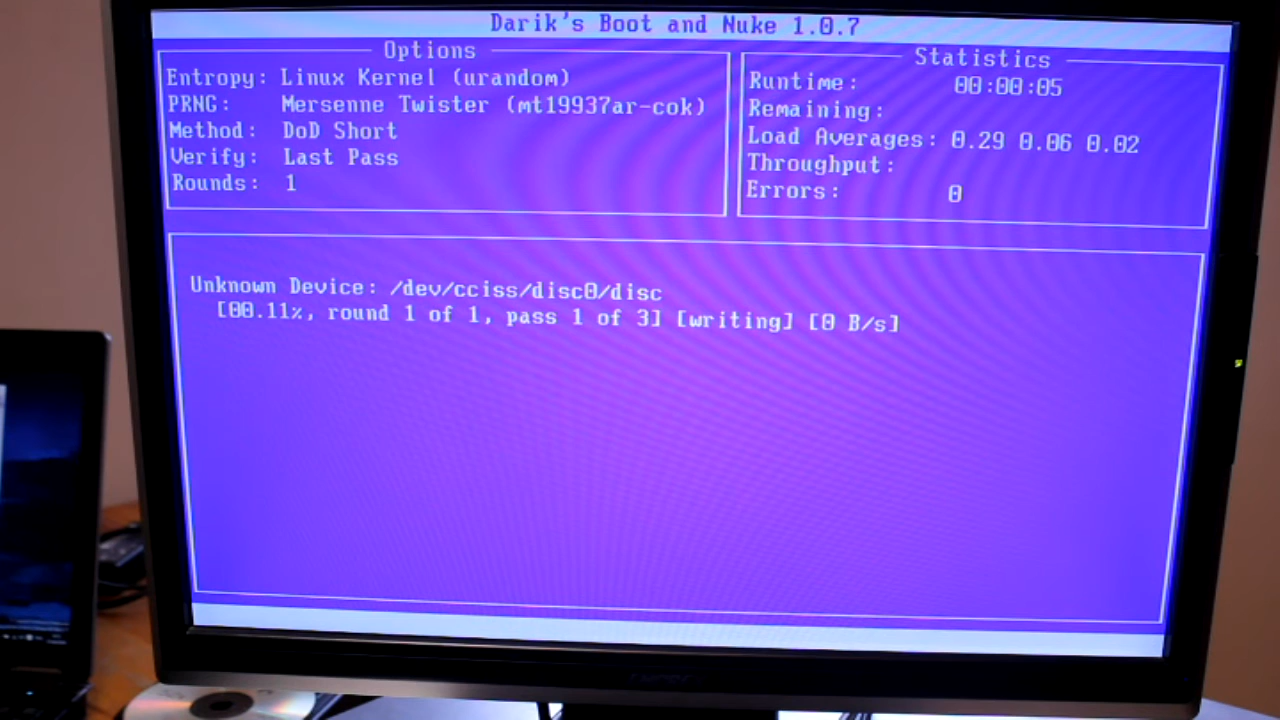 Darik's Boot and Nuke 1.0.7
Options
Entropy: Linux Kernel (urandom)
PRNG: Mersenne Twister (mt19937ar-cok)
Method: DoD Short
Verify: Last Pass
Rounds: 1
Statistics
Runtime: 00:00:05
Remaining:
Load Averages: 0.29 0.06 0.02
Throughput:
Errors: 0
Unknown Device: /dev/cciss/disc0/disc
[00.11%, round 1 of 1, pass 1 of 3] [writing] [0 B/s]